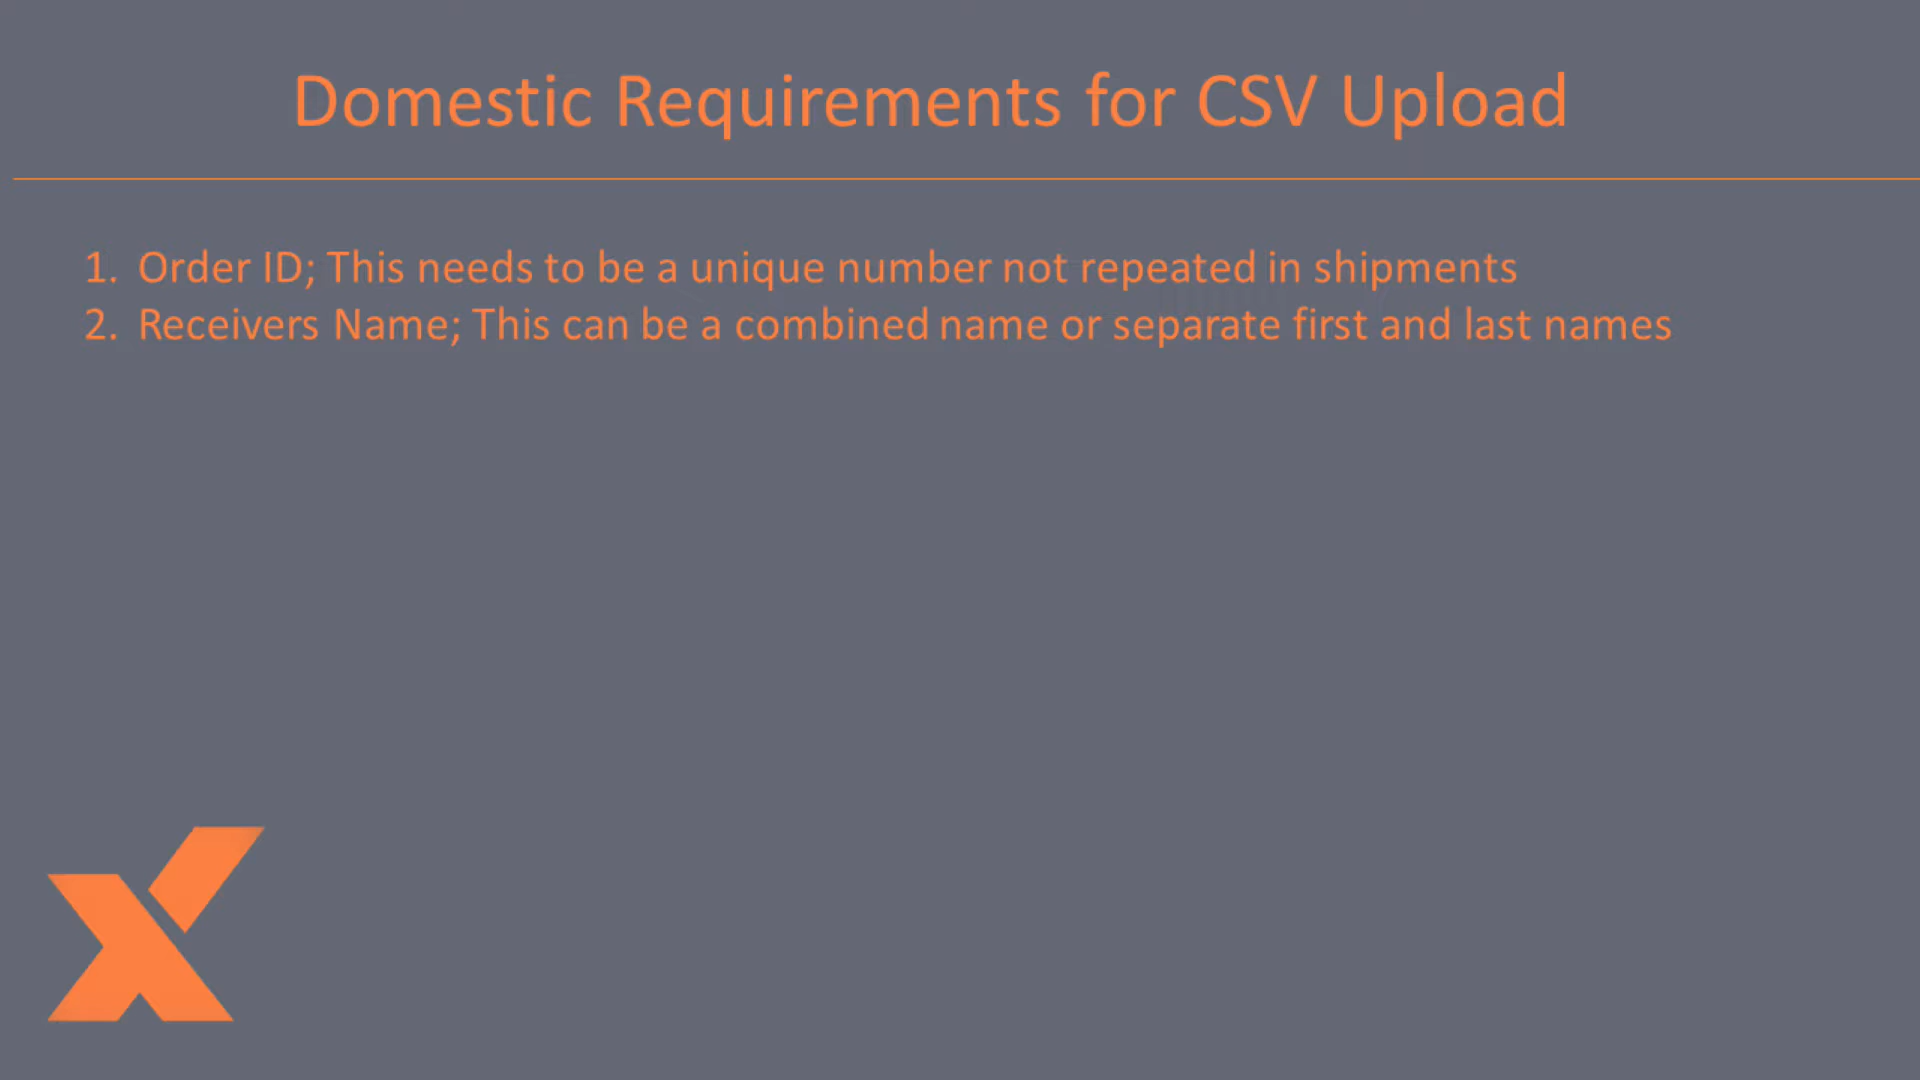 Domestic Requirements for CSV Upload
1. Order ID; This needs to be a unique number not repeated in shipments
2. Receivers Name; This can be a combined name or separate first and last names